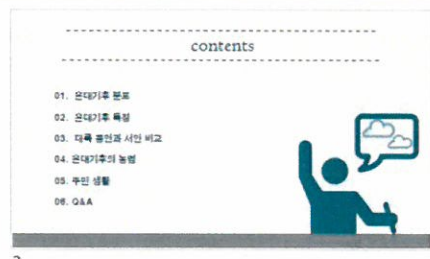 contents
01. 온대기후 분포
02. 온대기후 특징
03. 대륙 동안과 서안 비교
04. 온대기후의 농업
05. 주민 생활
06. Q&A